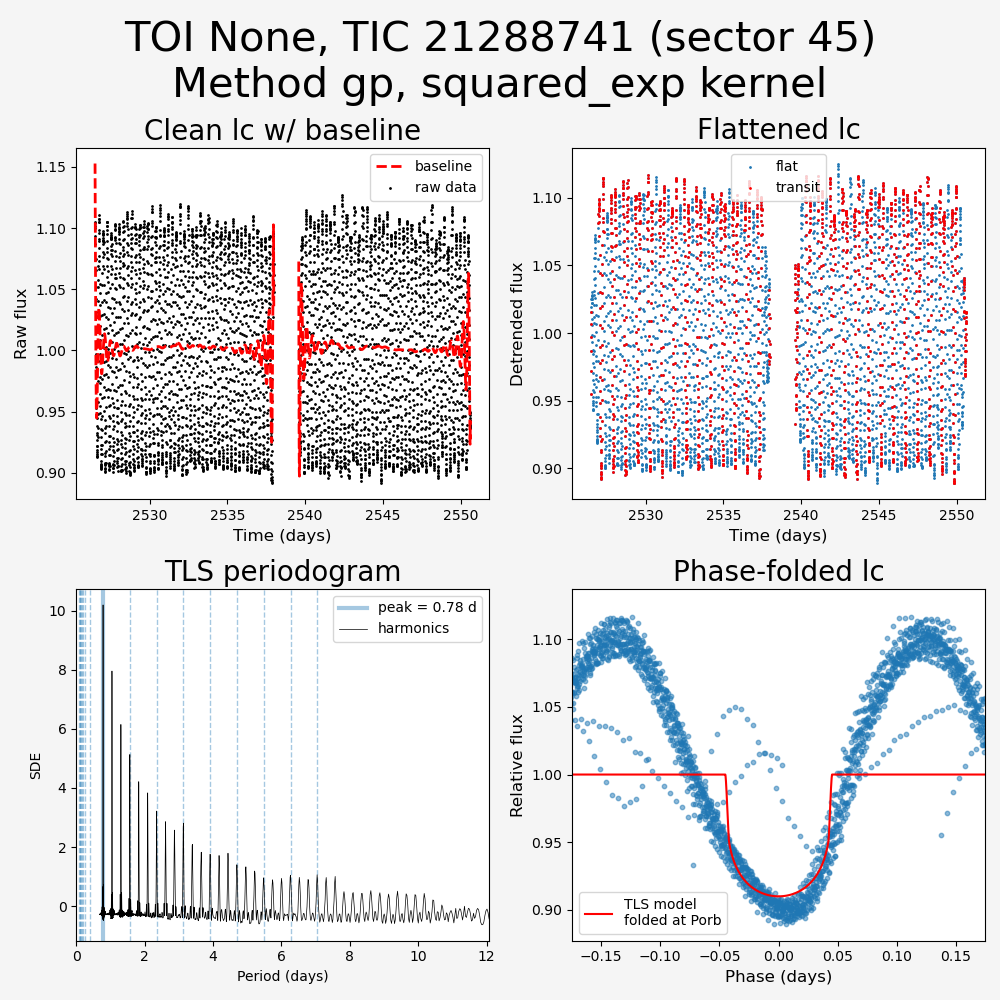 TOI None, TIC 21288741 (sector 45)
Method gp, squared_exp kernel
Clean lc w/ baseline
Raw flux
1.15
1.10
1.05
1.00
0.95
0.90
baseline
raw data
2530
2535
2540
2545
2550
Time (days)
Flattened lc
Detrended flux
1.10
1.05
1.00
0.95
0.90
flat
transit
2530
2535
2540
2545
2550
Time (days)
TLS periodogram
SDE
10
8
6
4
2
0
peak = 0.78 d
harmonics
0
2
4
6
8
10
12
Period (days)
Phase-folded lc
Relative flux
1.10
1.05
1.00
0.95
0.90
TLS model
folded at Porb
−0.15
−0.10
−0.05
0.00
0.05
0.10
0.15
Phase (days)